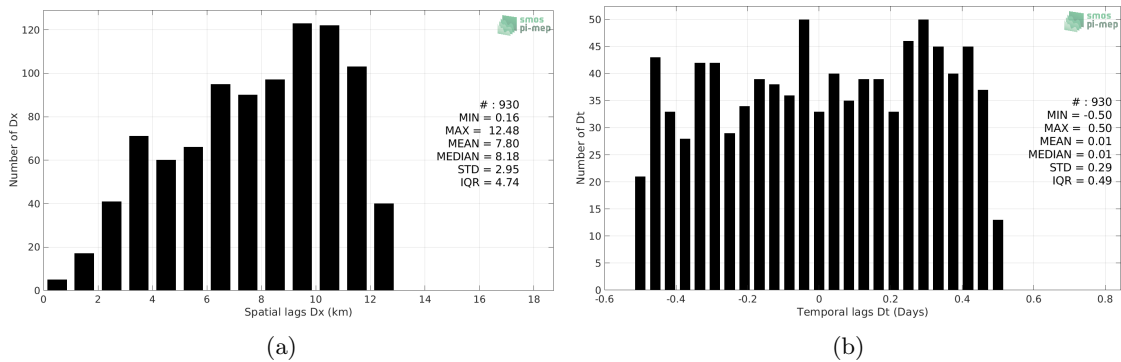 smos
pi-mep
120
100
80
60
40
20
0
Number of Dx
# : 930
MIN = 0.16
MAX = 12.48
MEAN = 7.80
MEDIAN = 8.18
STD = 2.95
IQR = 4.74
0 2 4 6 8 10 12 14 16 18
Spatial lags Dx (km)
(a)
smos
pi-mep
50
45
40
35
30
25
20
15
10
5
0
Number of Dt
# : 930
MIN = -0.50
MAX = 0.50
MEAN = 0.01
MEDIAN = 0.01
STD = 0.29
IQR = 0.49
-0.6 -0.4 -0.2 0 0.2 0.4 0.6 0.8
Temporal lags Dt (Days)
(b)